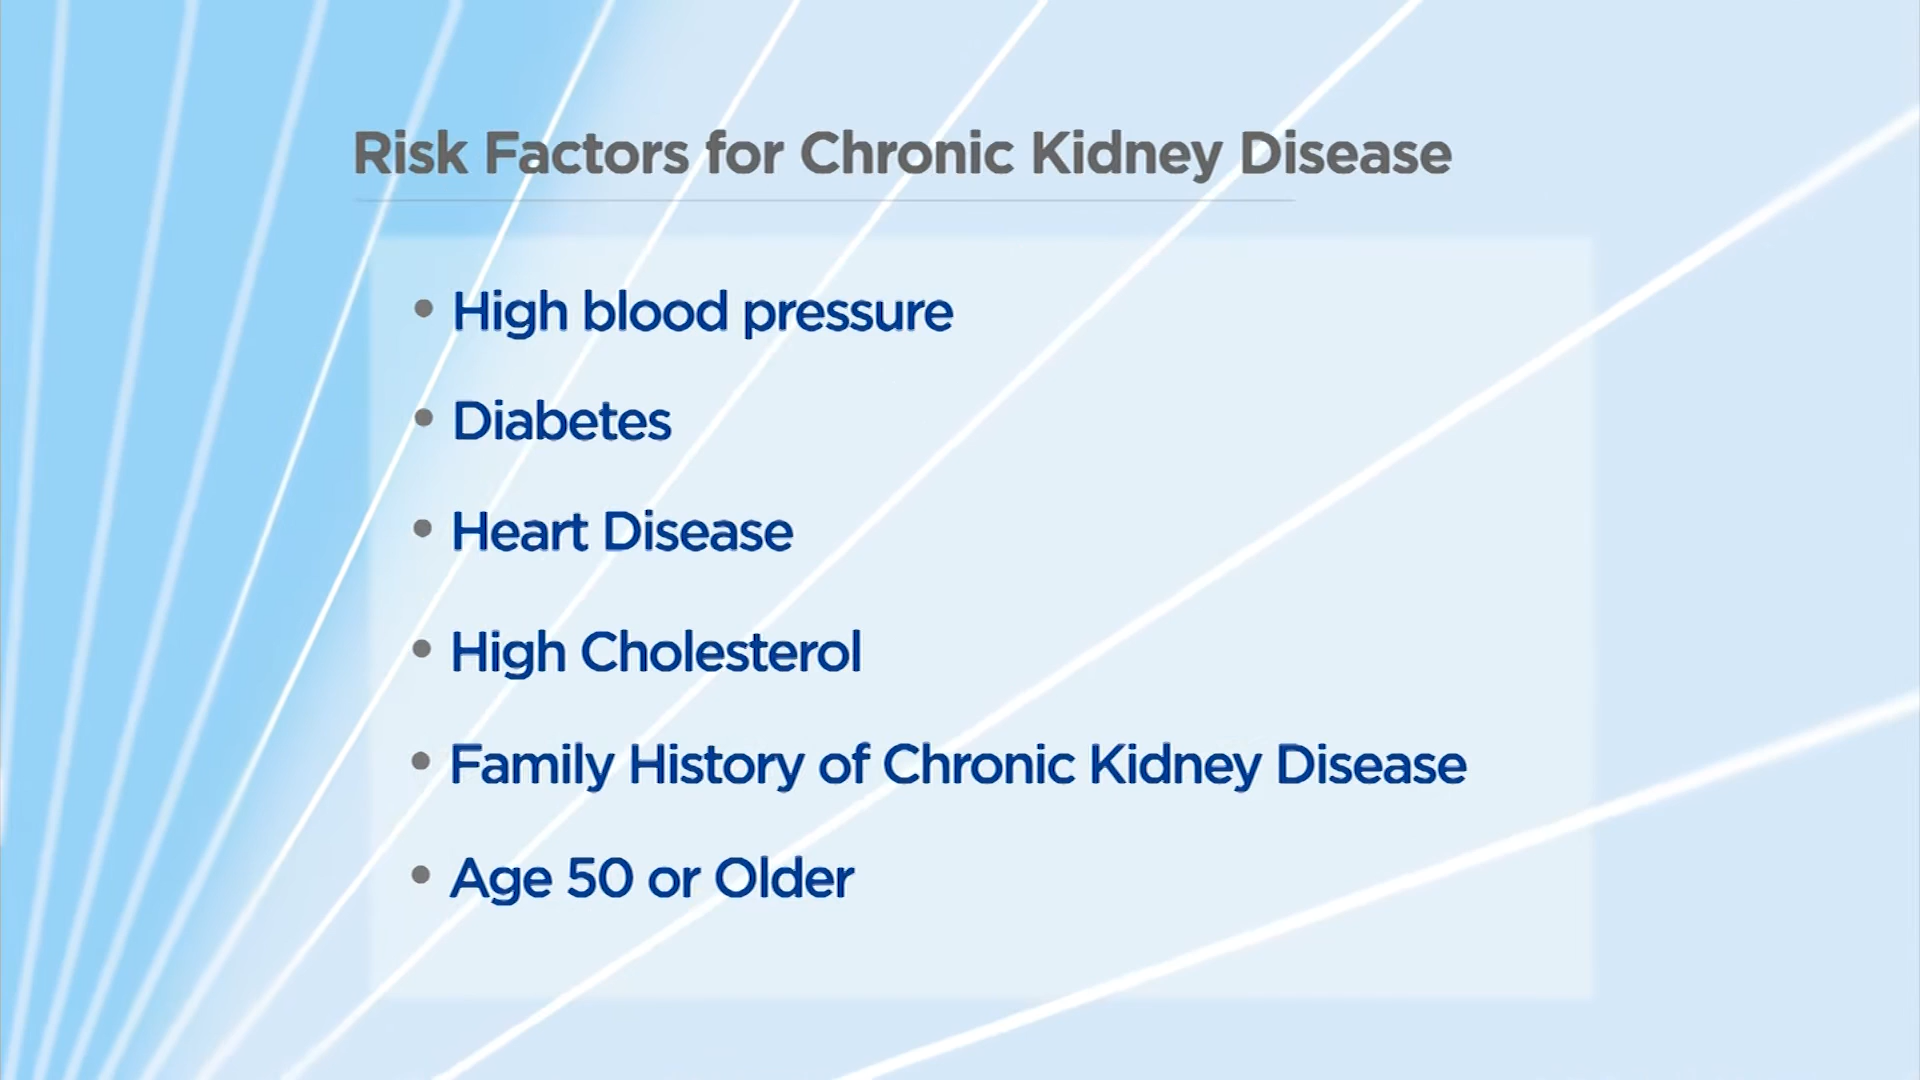 Risk Factors for Chronic Kidney Disease
• High blood pressure
• Diabetes
• Heart Disease
• High Cholesterol
• Family History of Chronic Kidney Disease
• Age 50 or Older